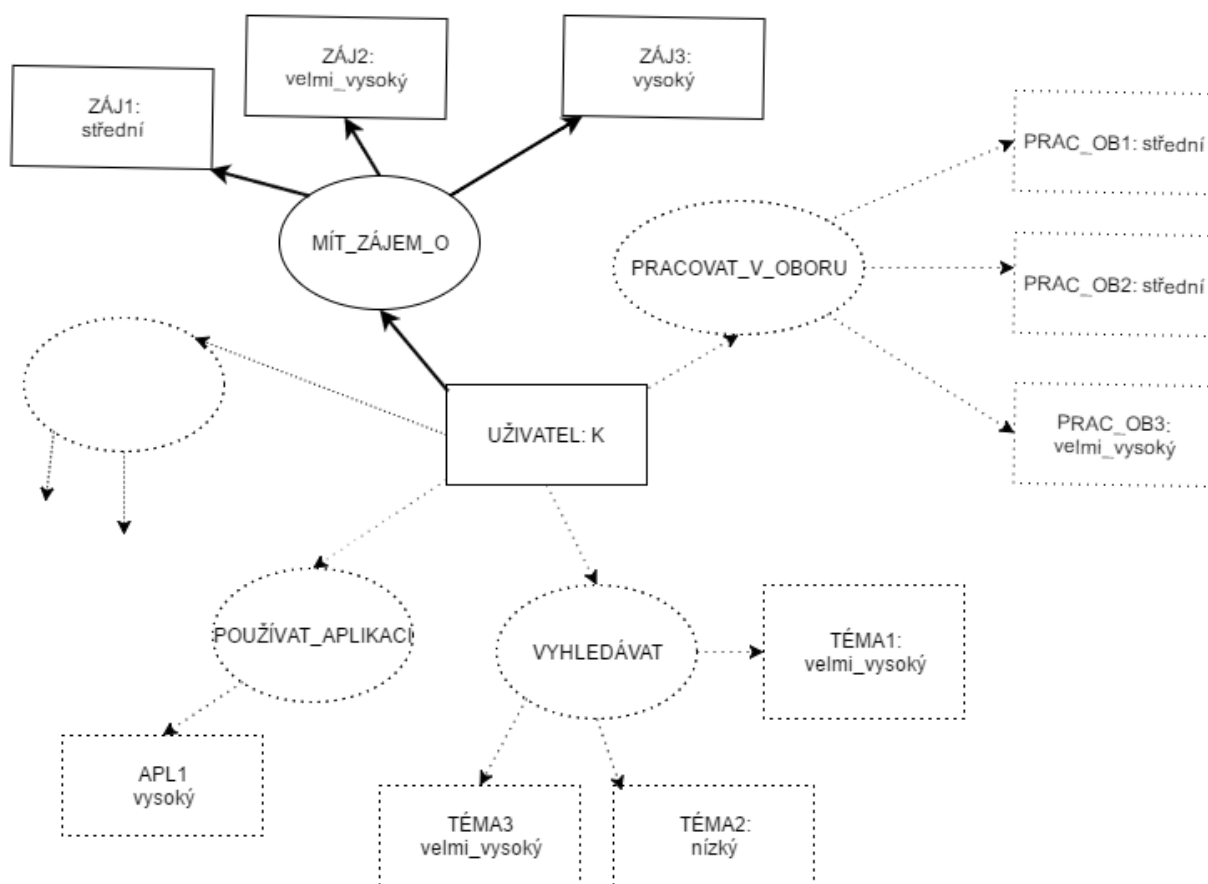 ZÁJ1:
střední
ZÁJ2:
velmi_vysoký
ZÁJ3:
vysoký
MÍT_ZÁJEM_O
PRACOVAT_V_OBORU
PRAC_OB1: střední
PRAC_OB2: střední
PRAC_OB3:
velmi_vysoký
UŽIVATEL: K
POUŽÍVAT_APLIKACI
VYHLEDÁVAT
TÉMA1:
velmi_vysoký
APL1
vysoký
TÉMA3
velmi_vysoký
TÉMA2:
nízký